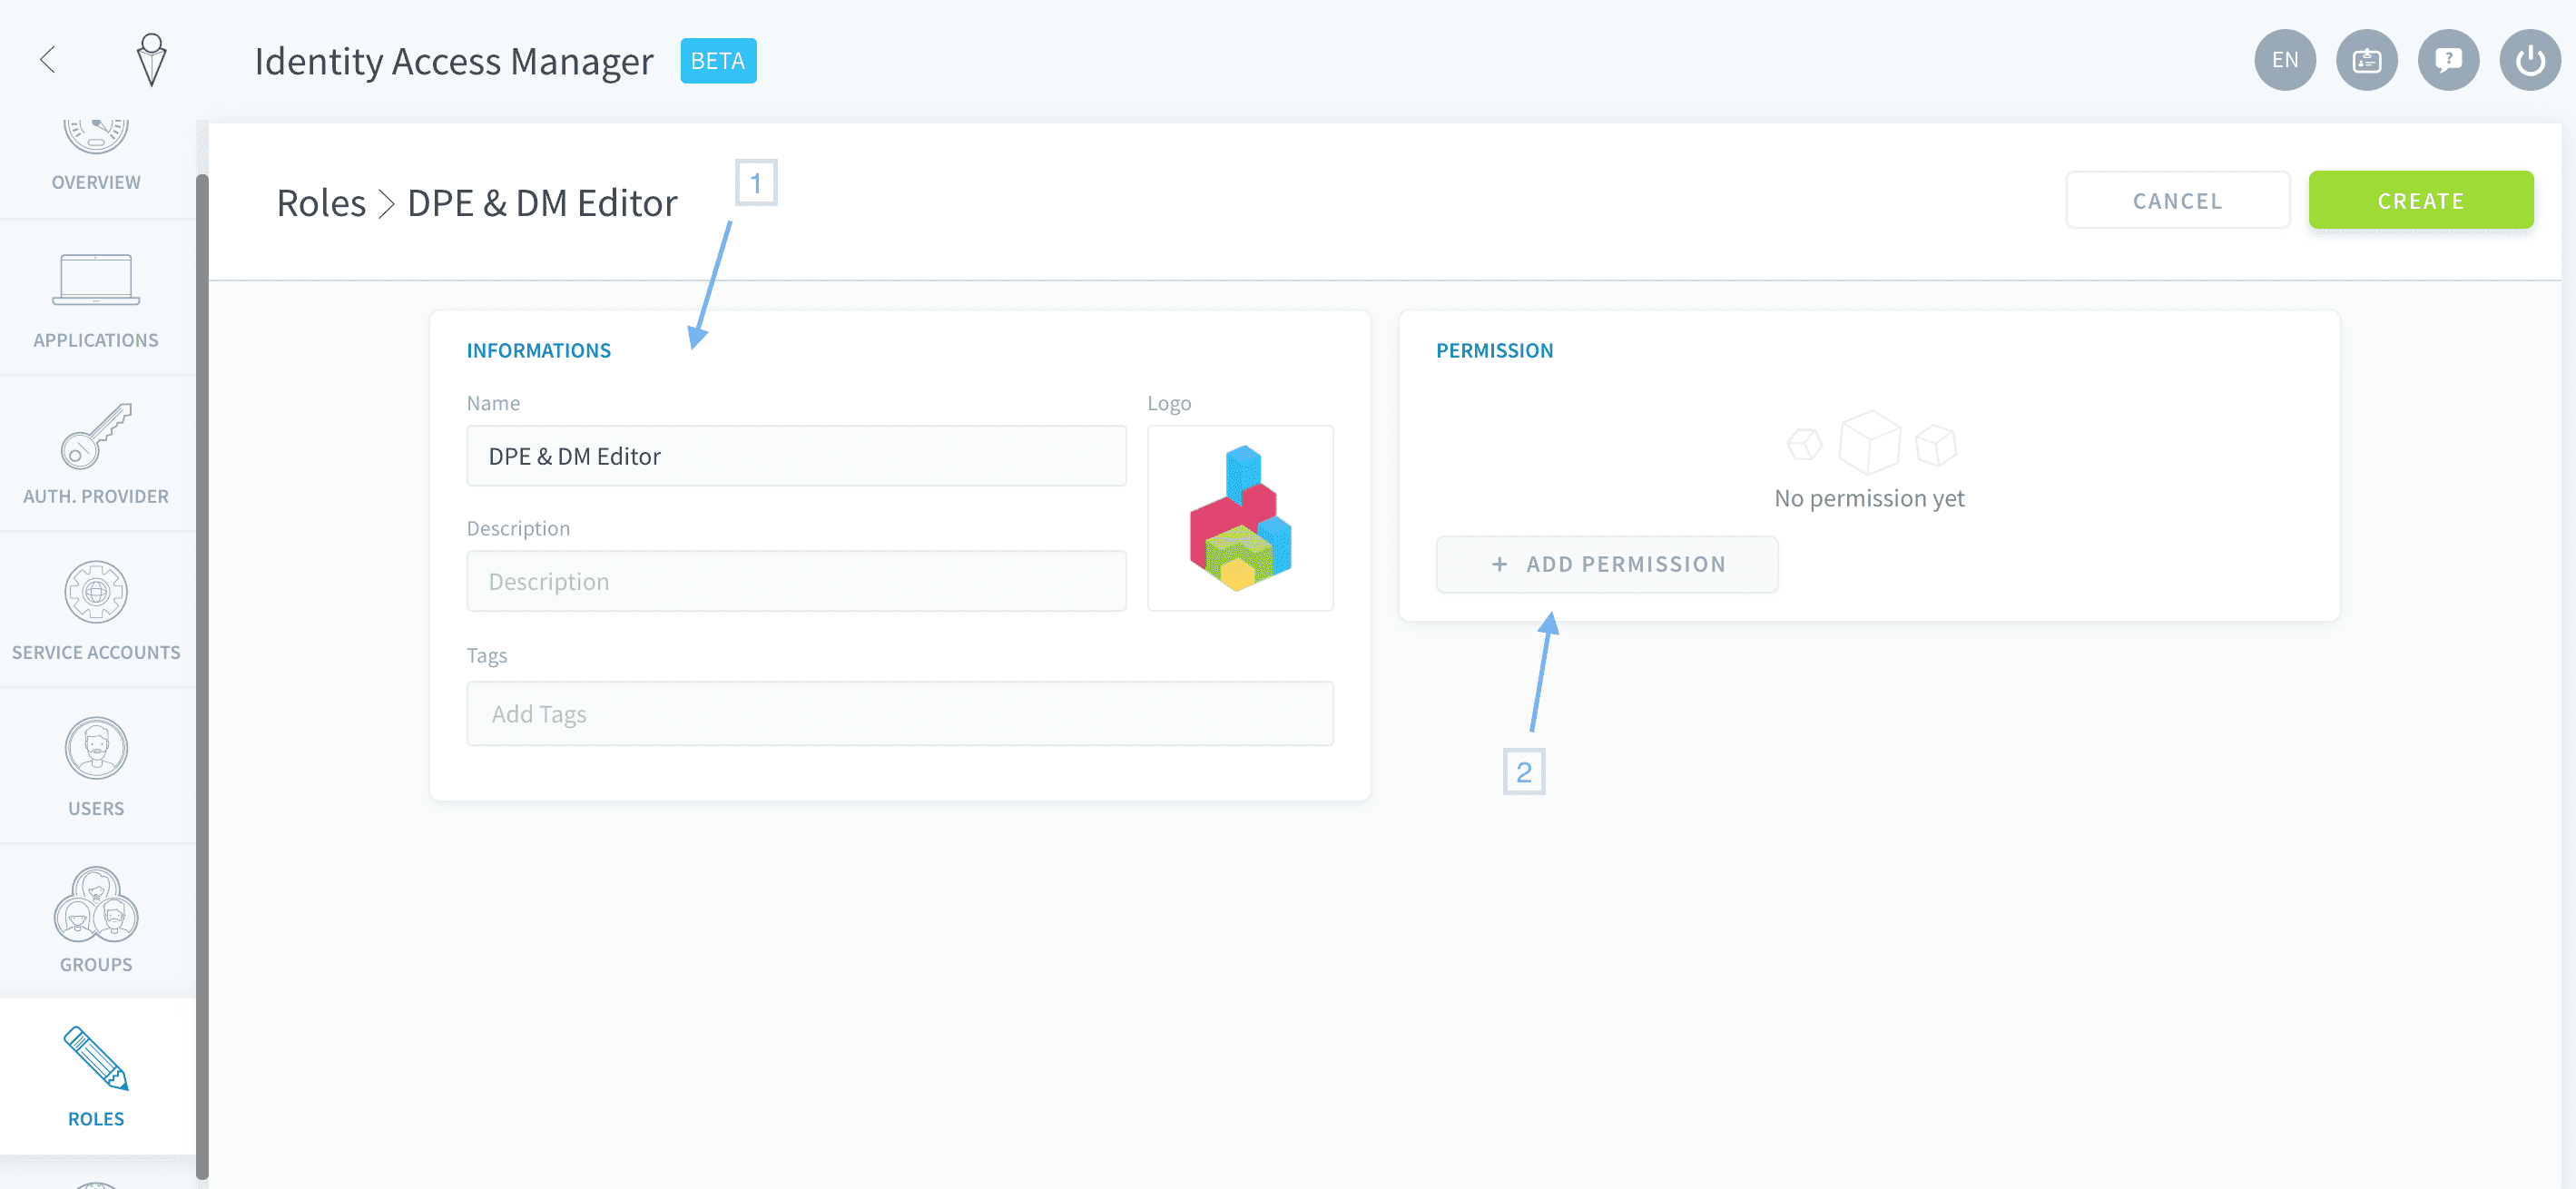 Identity Access Manager BETA
EN
?
OVERVIEW
APPLICATIONS
AUTH. PROVIDER
SERVICE ACCOUNTS
USERS
GROUPS
ROLES
Roles > DPE & DM Editor
1
CANCEL
CREATE
INFORMATIONS
Name
DPE & DM Editor
Logo
Description
Description
Tags
Add Tags
PERMISSION
No permission yet
+ ADD PERMISSION
2